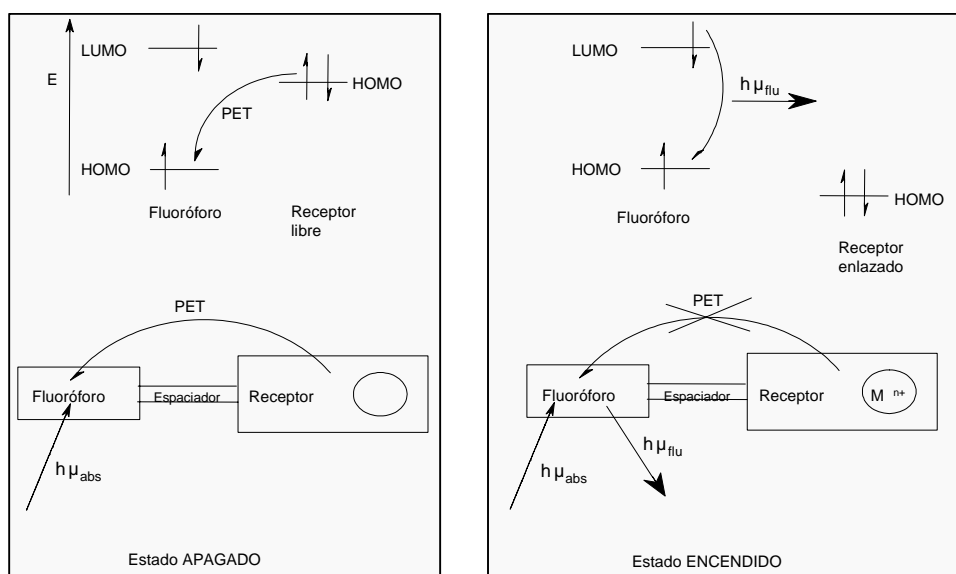 LUMO
E
HOMO
PET
HOMO
Fluoróforo
Receptor
libre
PET
Fluoróforo
Espaciador
Receptor
hμabs
Estado APAGADO
LUMO
hμflu
HOMO
HOMO
Fluoróforo
Receptor
enlazado
PET
Fluoróforo
Espaciador
Receptor
M n+
hμflu
hμabs
Estado ENCENDIDO